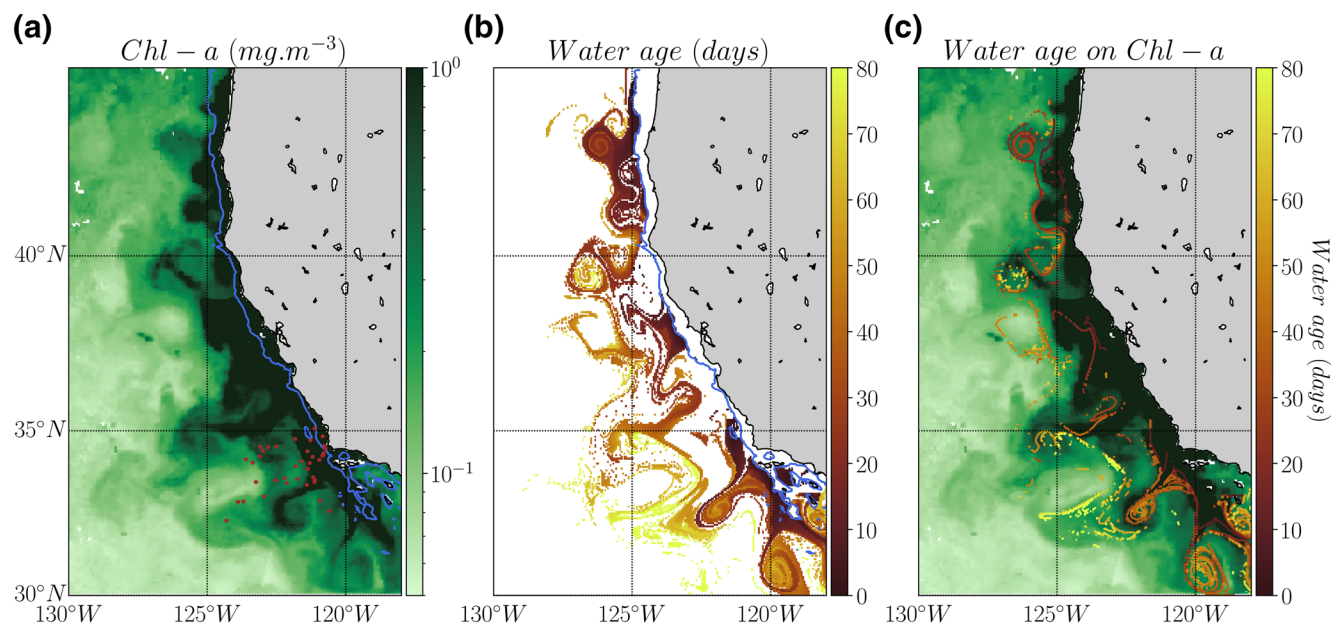 (a) (b) (c)
Chl − a (mg.m⁻³) Water age (days) Water age on Chl − a
10⁰ 80 80
70 70
60 60
50 50
40°N 40 40 Water age (days)
30 30
35°N 20 20
10⁻¹ 10 10
30°N 0 0
130°W 125°W 120°W 130°W 125°W 120°W 130°W 125°W 120°W